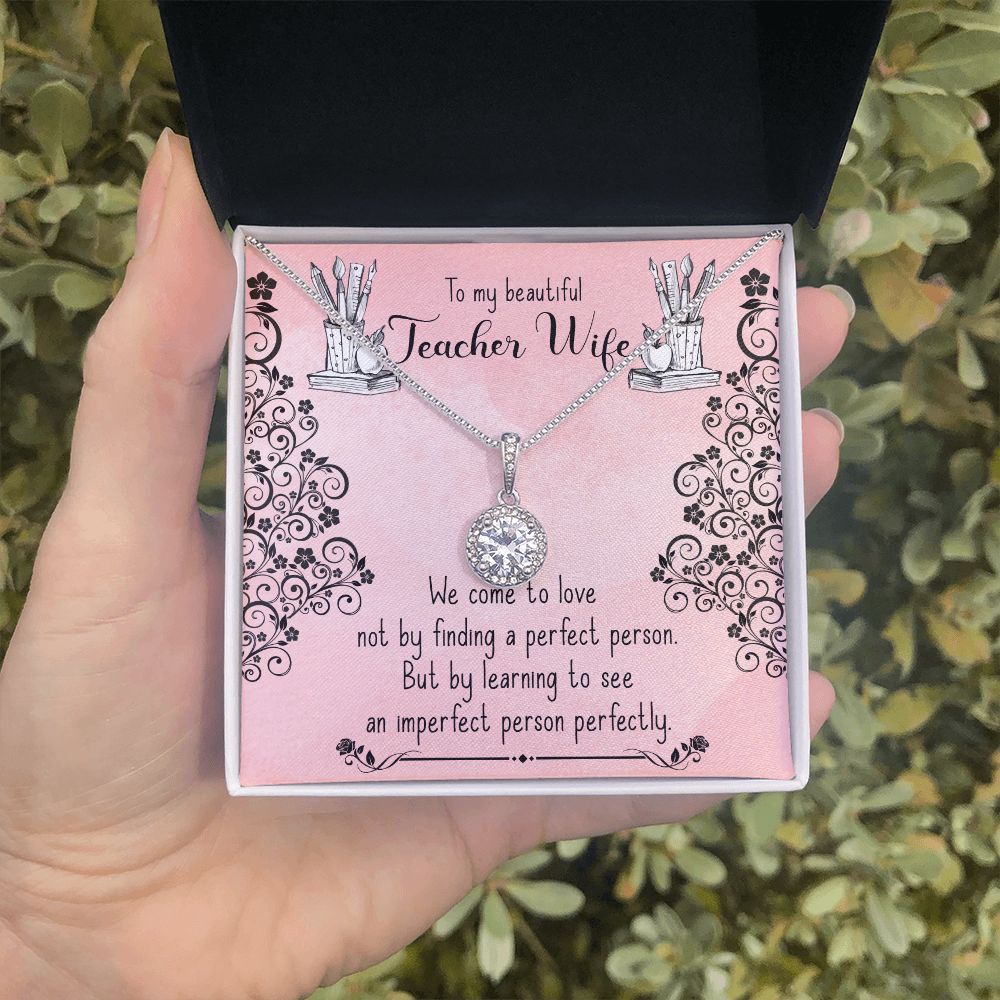 To my beautiful
Teacher Wife
We come to love
not by finding a perfect person.
But by learning to see
an imperfect person perfectly.